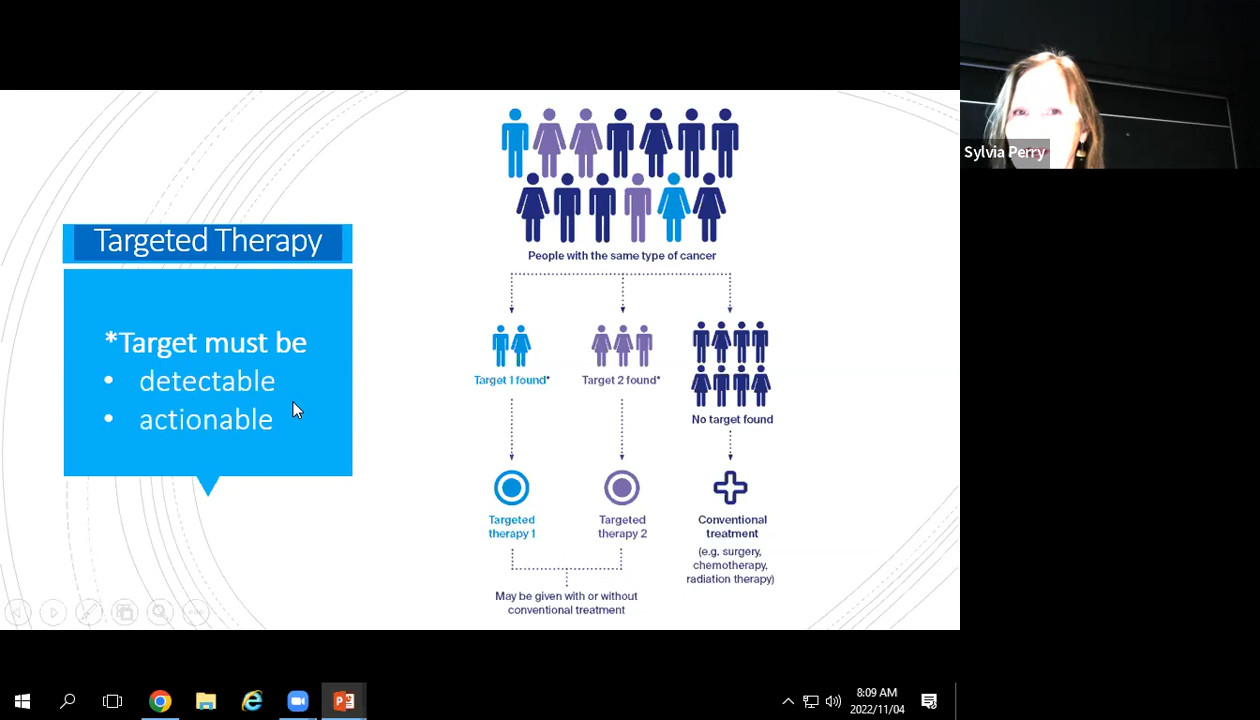 Sylvia Perry
Targeted Therapy
*Target must be
• detectable
• actionable
People with the same type of cancer
Target 1 found*
Target 2 found*
No target found
Targeted
therapy 1
Targeted
therapy 2
Conventional
treatment
(e.g. surgery,
chemotherapy,
radiation therapy)
May be given with or without
conventional treatment
8:09 AM
2022/11/04